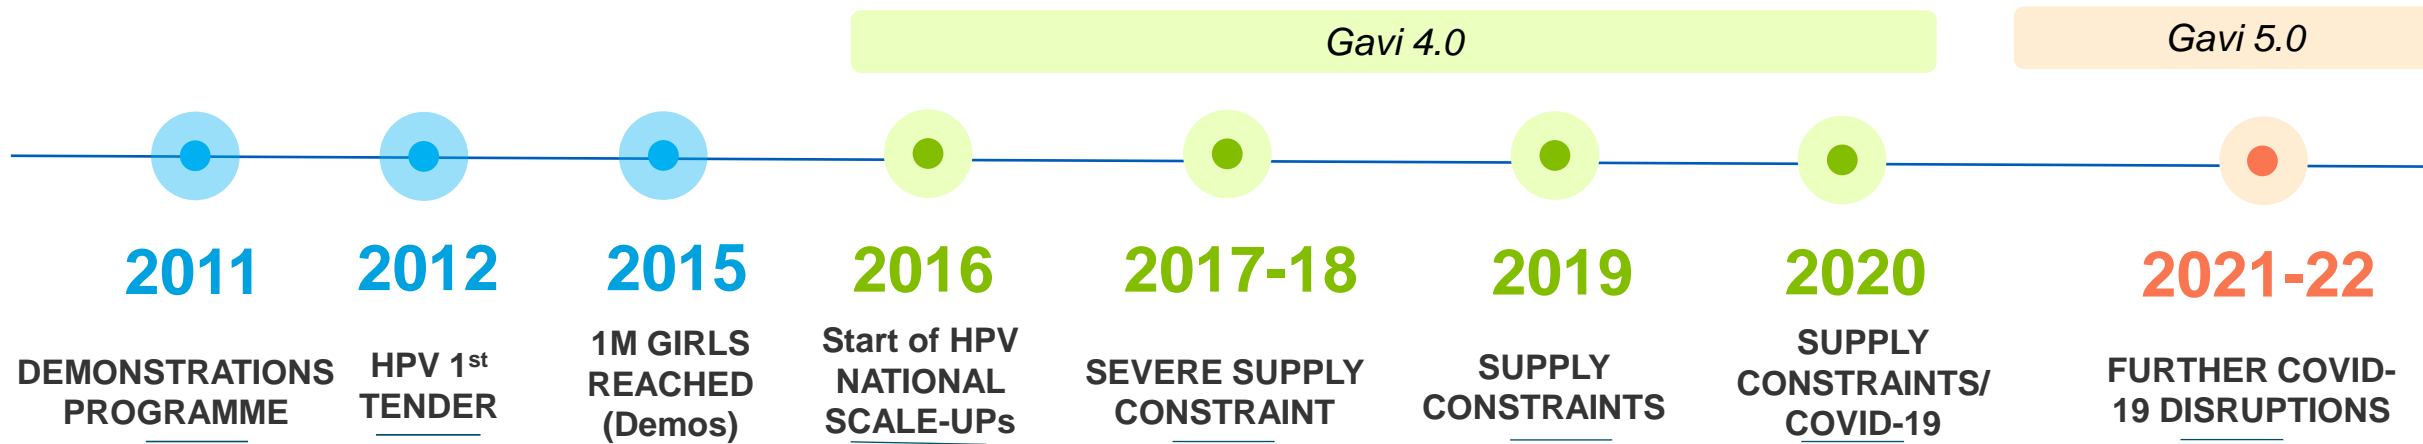 Gavi 4.0
Gavi 5.0
2011
DEMONSTRATIONS
PROGRAMME
2012
HPV 1st
TENDER
2015
1M GIRLS
REACHED
(Demos)
2016
Start of HPV
NATIONAL
SCALE-UPs
2017-18
SEVERE SUPPLY
CONSTRAINT
2019
SUPPLY
CONSTRAINTS
2020
SUPPLY
CONSTRAINTS/
COVID-19
2021-22
FURTHER COVID-
19 DISRUPTIONS